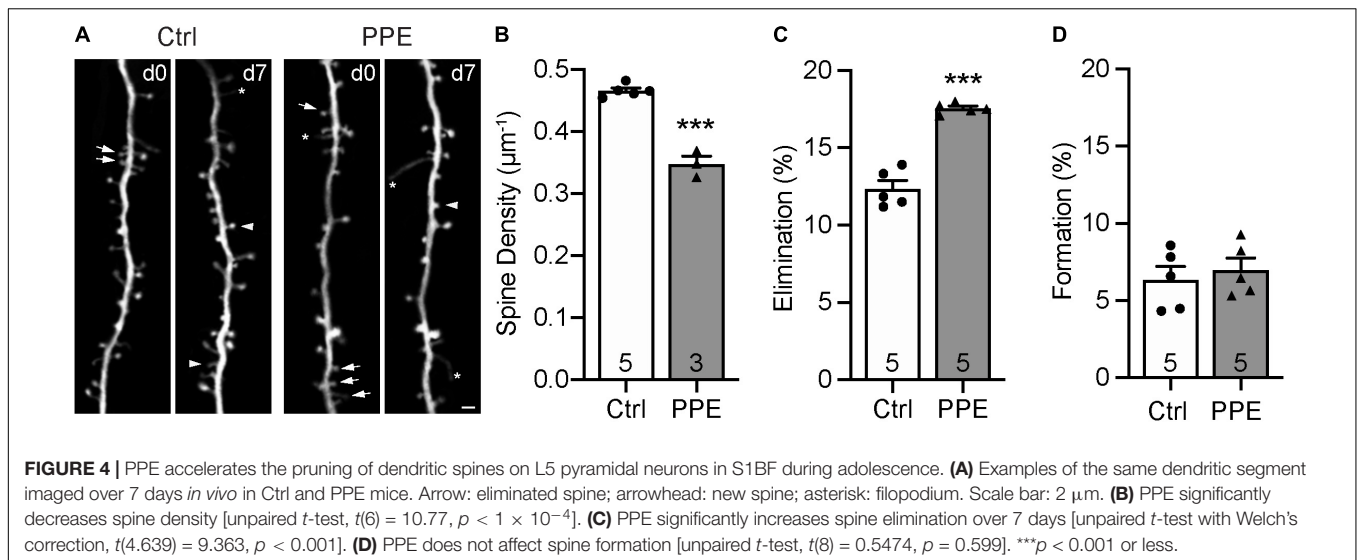 A
Ctrl
PPE
d0
d7
d0
d7
*
*
*
*
B
Spine Density (µm⁻¹)
0.5
0.4
0.3
0.2
0.1
0.0
***
5
3
Ctrl
PPE
C
Elimination (%)
20
15
10
5
0
***
5
5
Ctrl
PPE
D
Formation (%)
20
15
10
5
0
5
5
Ctrl
PPE
FIGURE 4 | PPE accelerates the pruning of dendritic spines on L5 pyramidal neurons in S1BF during adolescence. (A) Examples of the same dendritic segment
imaged over 7 days in vivo in Ctrl and PPE mice. Arrow: eliminated spine; arrowhead: new spine; asterisk: filopodium. Scale bar: 2 µm. (B) PPE significantly
decreases spine density [unpaired t-test, t(6) = 10.77, p < 1 × 10⁻⁴]. (C) PPE significantly increases spine elimination over 7 days [unpaired t-test with Welch's
correction, t(4.639) = 9.363, p < 0.001]. (D) PPE does not affect spine formation [unpaired t-test, t(8) = 0.5474, p = 0.599]. ***p < 0.001 or less.